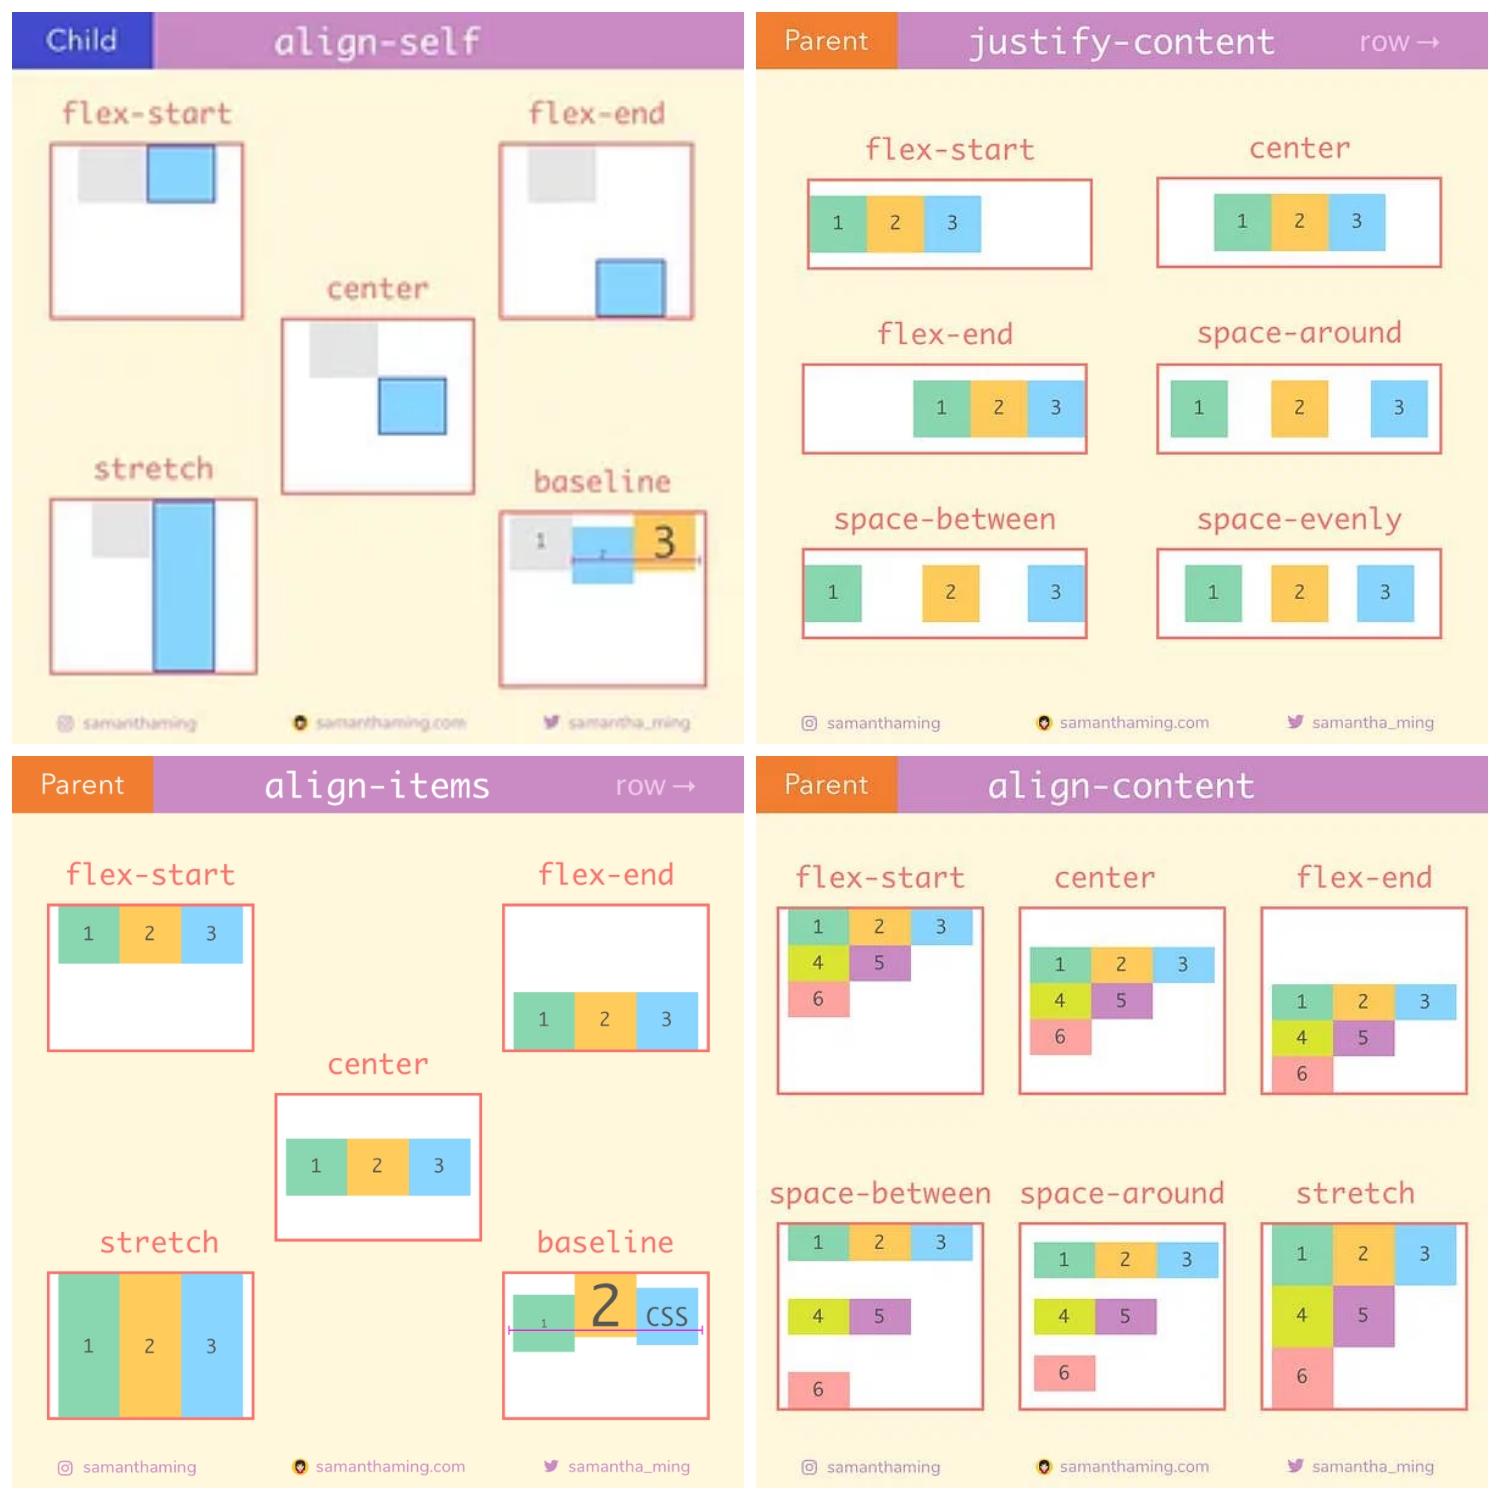 Child align-self
flex-start
flex-end
center
stretch
baseline
1
2
3
samanthaming
samanthaming.com
samantha_ming
Parent justify-content row →
flex-start
center
1 2 3
1 2 3
flex-end
space-around
1 2 3
1 2 3
space-between
space-evenly
1 2 3
1 2 3
samanthaming
samanthaming.com
samantha_ming
Parent align-items row →
flex-start
flex-end
1 2 3
1 2 3
center
1 2 3
stretch
baseline
1 2 3
1 2 CSS
samanthaming
samanthaming.com
samantha_ming
Parent align-content
flex-start
center
flex-end
1 2 3
4 5
6
1 2 3
4 5
6
1 2 3
4 5
6
space-between
space-around
stretch
1 2 3
4 5
6
1 2 3
4 5
6
1 2 3
4 5
6
samanthaming
samanthaming.com
samantha_ming